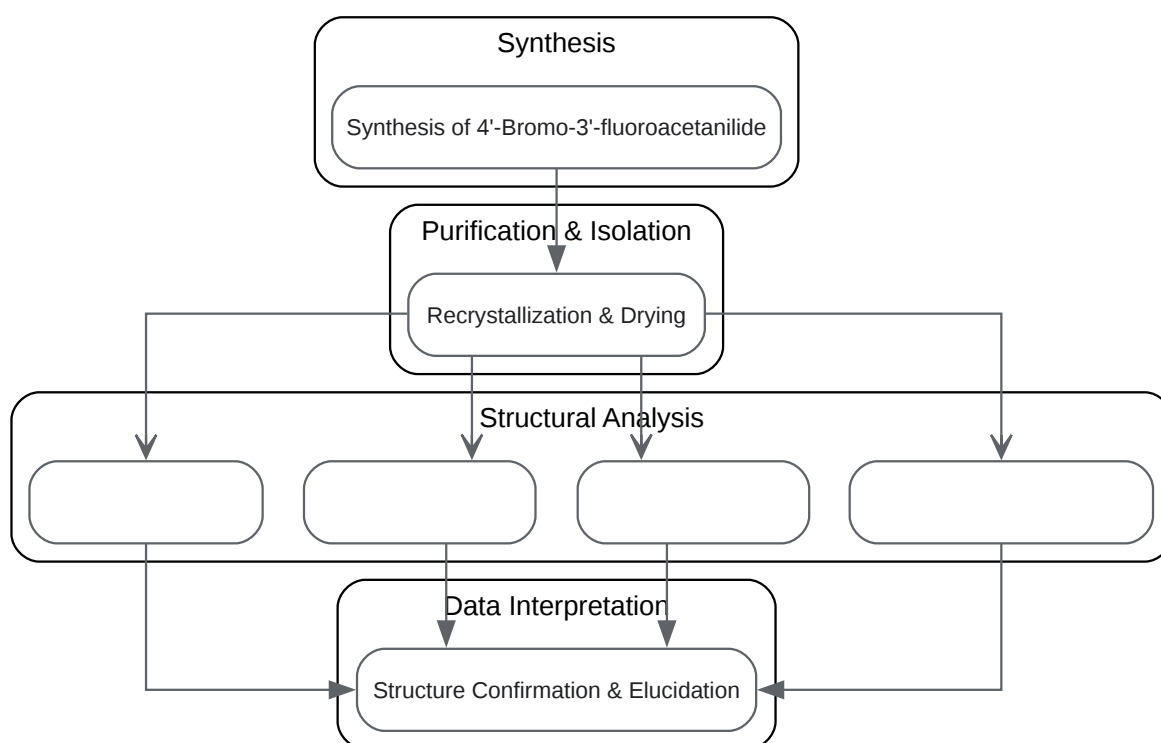 Synthesis
Synthesis of 4'-Bromo-3'-fluoroacetanilide
Purification & Isolation
Recrystallization & Drying
Structural Analysis
Data Interpretation
Structure Confirmation & Elucidation